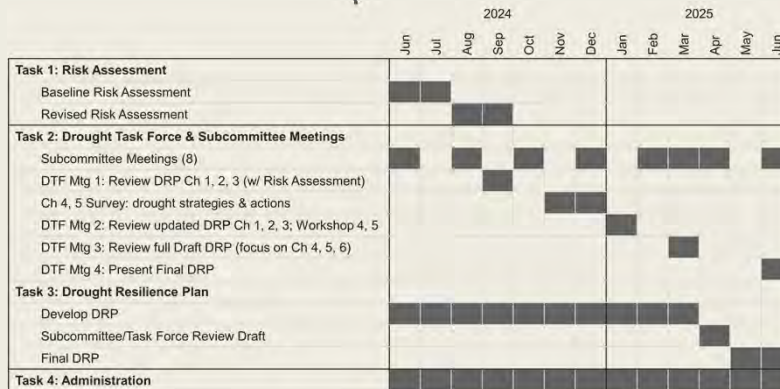 2024 2025
Jun Jul Aug Sep Oct Nov Dec Jan Feb Mar Apr May Jun
Task 1: Risk Assessment
Baseline Risk Assessment
Revised Risk Assessment
Task 2: Drought Task Force & Subcommittee Meetings
Subcommittee Meetings (8)
DTF Mtg 1: Review DRP Ch 1, 2, 3 (w/ Risk Assessment)
Ch 4, 5 Survey: drought strategies & actions
DTF Mtg 2: Review updated DRP Ch 1, 2, 3; Workshop 4, 5
DTF Mtg 3: Review full Draft DRP (focus on Ch 4, 5, 6)
DTF Mtg 4: Present Final DRP
Task 3: Drought Resilience Plan
Develop DRP
Subcommittee/Task Force Review Draft
Final DRP
Task 4: Administration